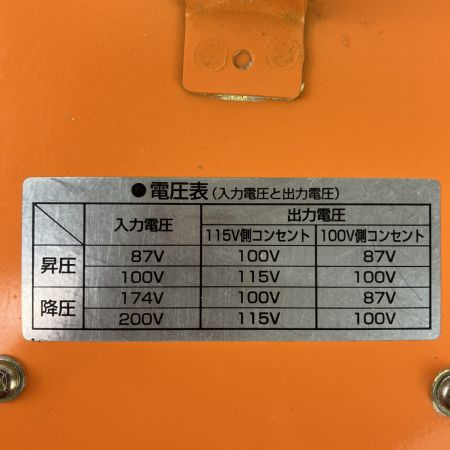 ●電圧表(入力電圧と出力電圧)
入力電圧 出力電圧
115V側コンセント 100V側コンセント
昇圧 87V 100V 87V
100V 115V 100V
降圧 174V 100V 87V
200V 115V 100V